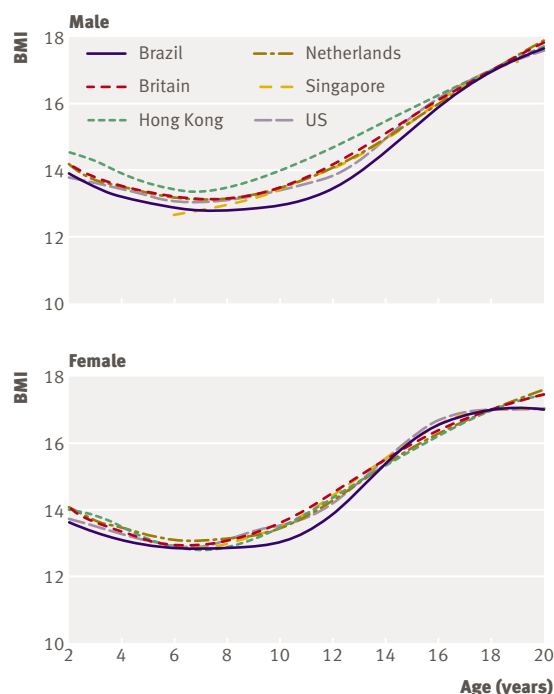 Male
BMI
18
16
14
12
10
Brazil
Netherlands
Britain
Singapore
Hong Kong
US
Female
BMI
18
16
14
12
10
2 4 6 8 10 12 14 16 18 20
Age (years)